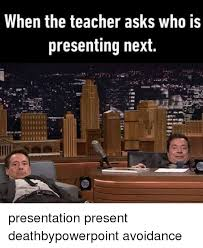 When the teacher asks who is
presenting next.
presentation present
deathbypowerpoint avoidance